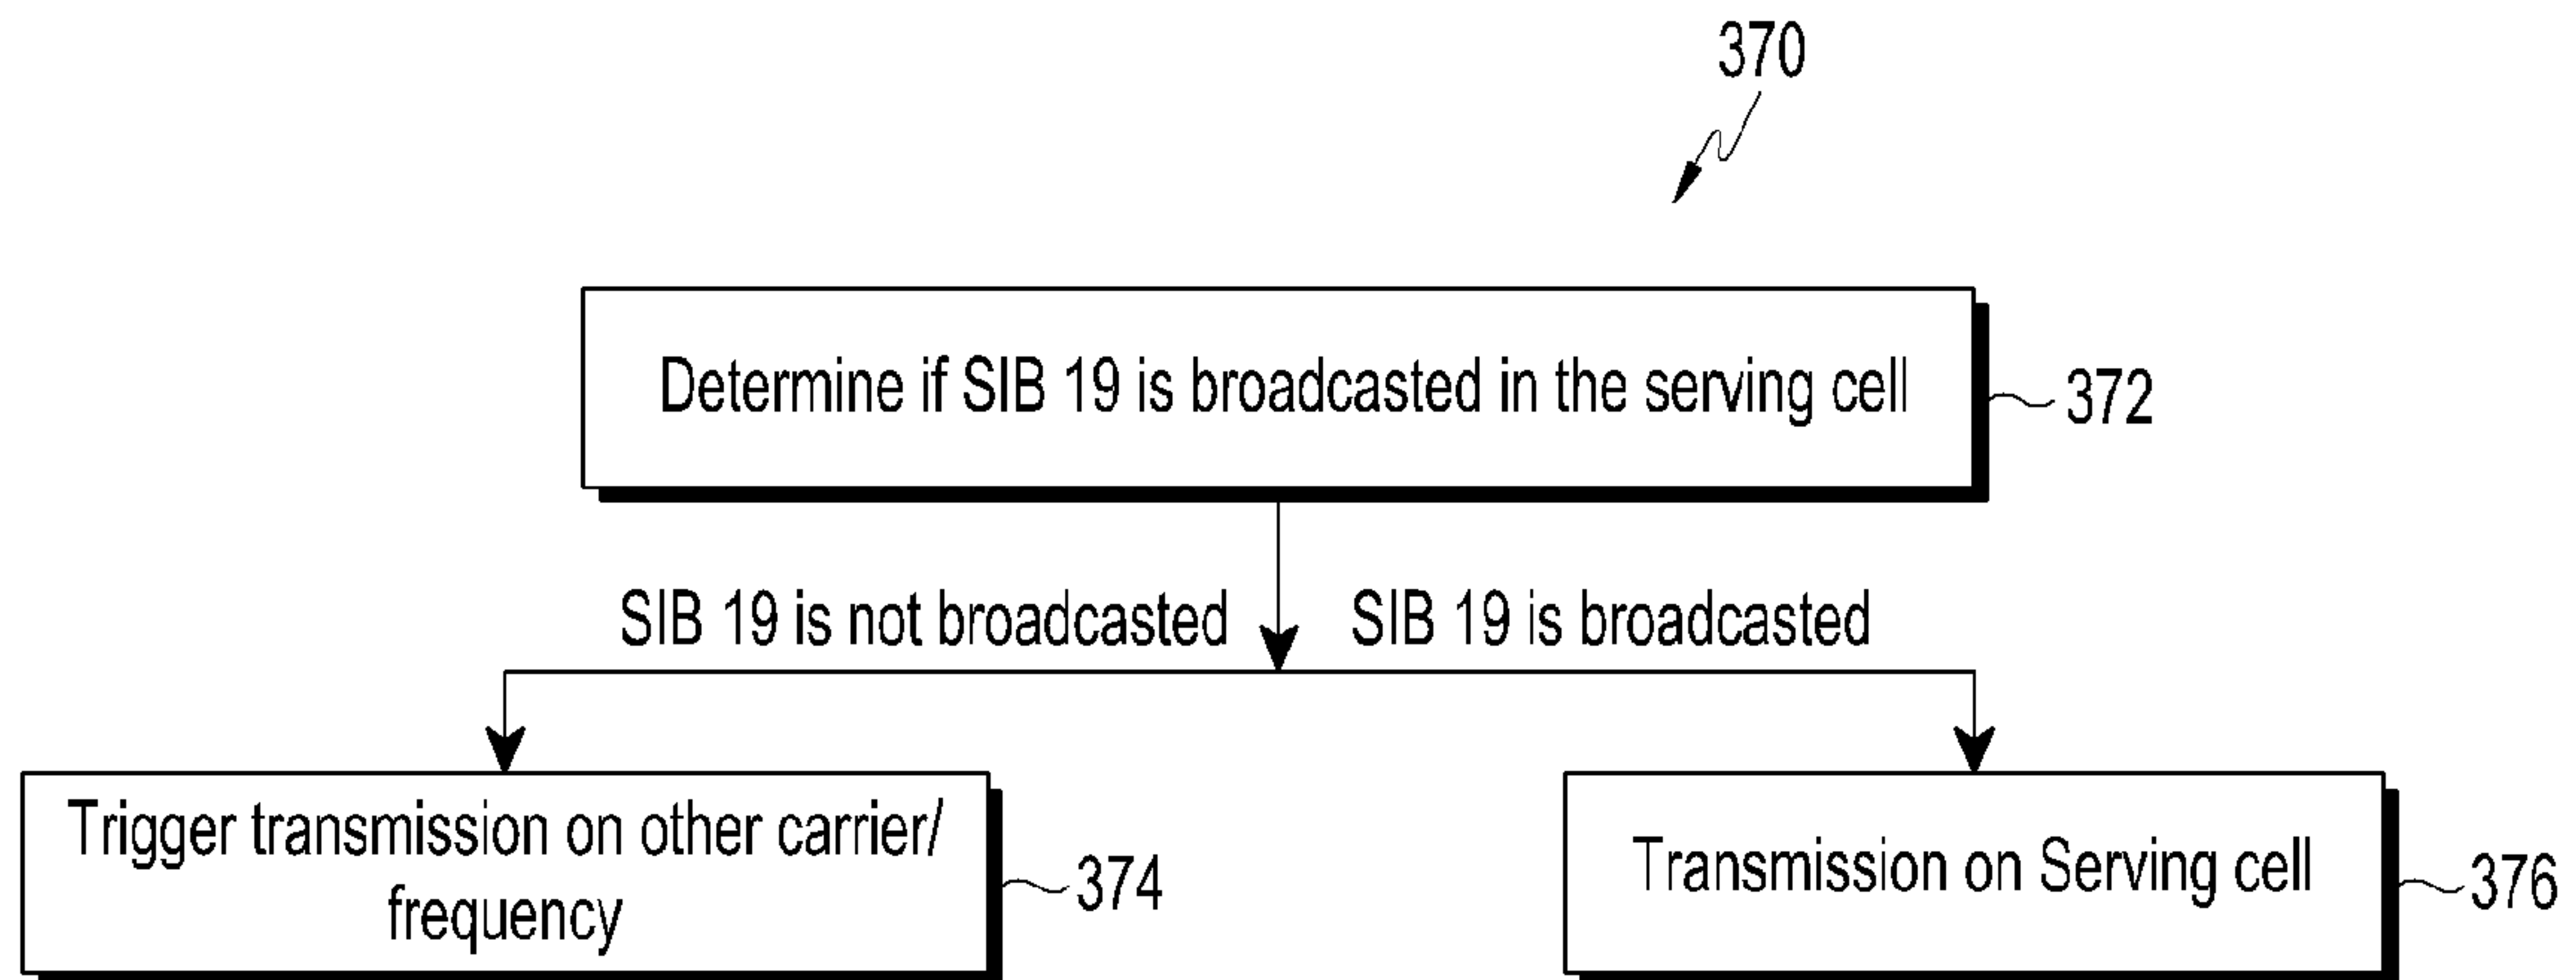 370
Determine if SIB 19 is broadcasted in the serving cell
372
SIB 19 is not broadcasted
SIB 19 is broadcasted
Trigger transmission on other carrier/
frequency
374
Transmission on Serving cell
376